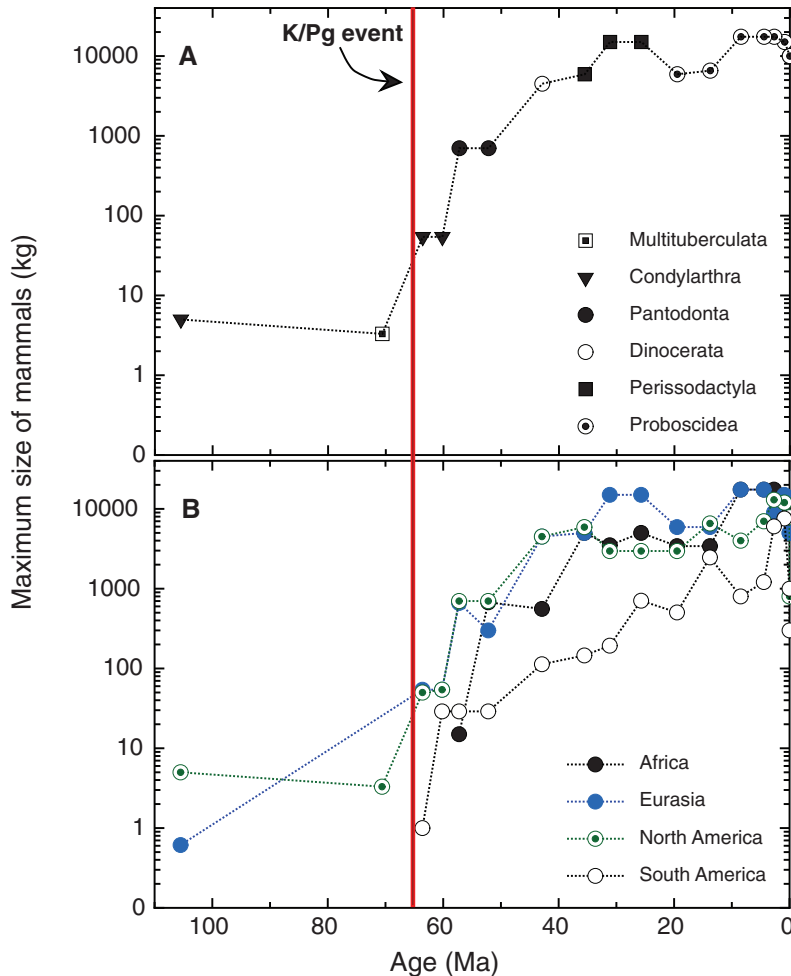 Maximum size of mammals (kg)
A
K/Pg event
10000
1000
100
10
1
0
Multituberculata
Condylarthra
Pantodonta
Dinocerata
Perissodactyla
Proboscidea
B
10000
1000
100
10
1
0
Africa
Eurasia
North America
South America
100 80 60 40 20 0
Age (Ma)